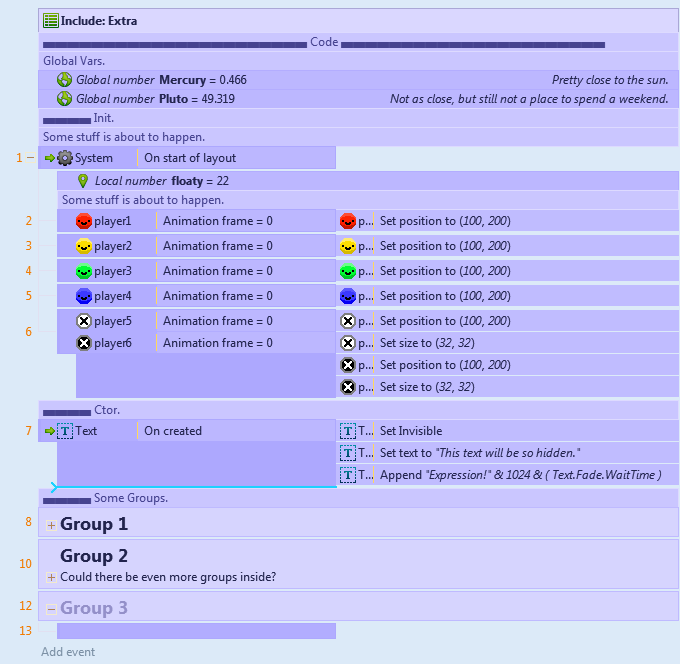 Include: Extra
Code
Global Vars.
Global number Mercury = 0.466 Pretty close to the sun.
Global number Pluto = 49.319 Not as close, but still not a place to spend a weekend.
Init.
Some stuff is about to happen.
1 System On start of layout
Local number floaty = 22
Some stuff is about to happen.
2 player1 Animation frame = 0 p... Set position to (100, 200)
3 player2 Animation frame = 0 p... Set position to (100, 200)
4 player3 Animation frame = 0 p... Set position to (100, 200)
5 player4 Animation frame = 0 p... Set position to (100, 200)
player5 Animation frame = 0 p... Set position to (100, 200)
6 player6 Animation frame = 0 p... Set size to (32, 32)
p... Set position to (100, 200)
p... Set size to (32, 32)
Ctor.
7 T Text On created T T... Set Invisible
T T... Set text to "This text will be so hidden."
T T... Append "Expression!" & 1024 & ( Text.Fade.WaitTime )
Some Groups.
8 Group 1
Group 2
10 Could there be even more groups inside?
12 Group 3
13
Add event